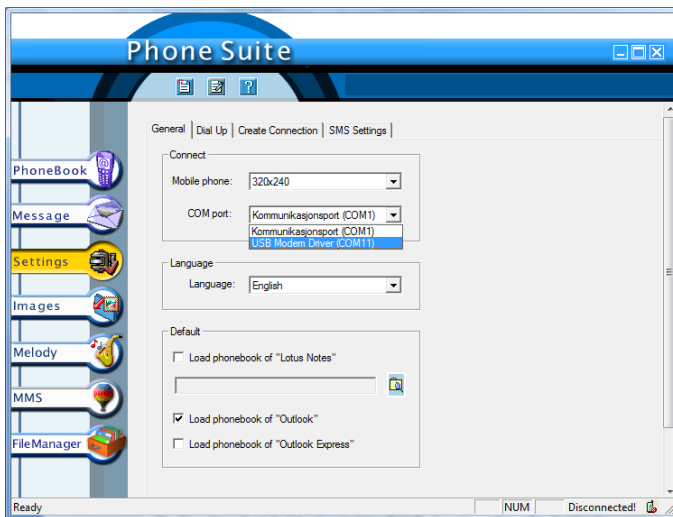 Phone Suite
General Dial Up Create Connection SMS Settings
PhoneBook
Message
Settings
Images
Melody
MMS
FileManager
Connect
Mobile phone: 320x240
COM port: Kommunikasjonsport (COM1)
Kommunikasjonsport (COM1)
USB Modem Driver (COM11)
Language
Language: English
Default
Load phonebook of "Lotus Notes"
Load phonebook of "Outlook"
Load phonebook of "Outlook Express"
Ready NUM Disconnected!